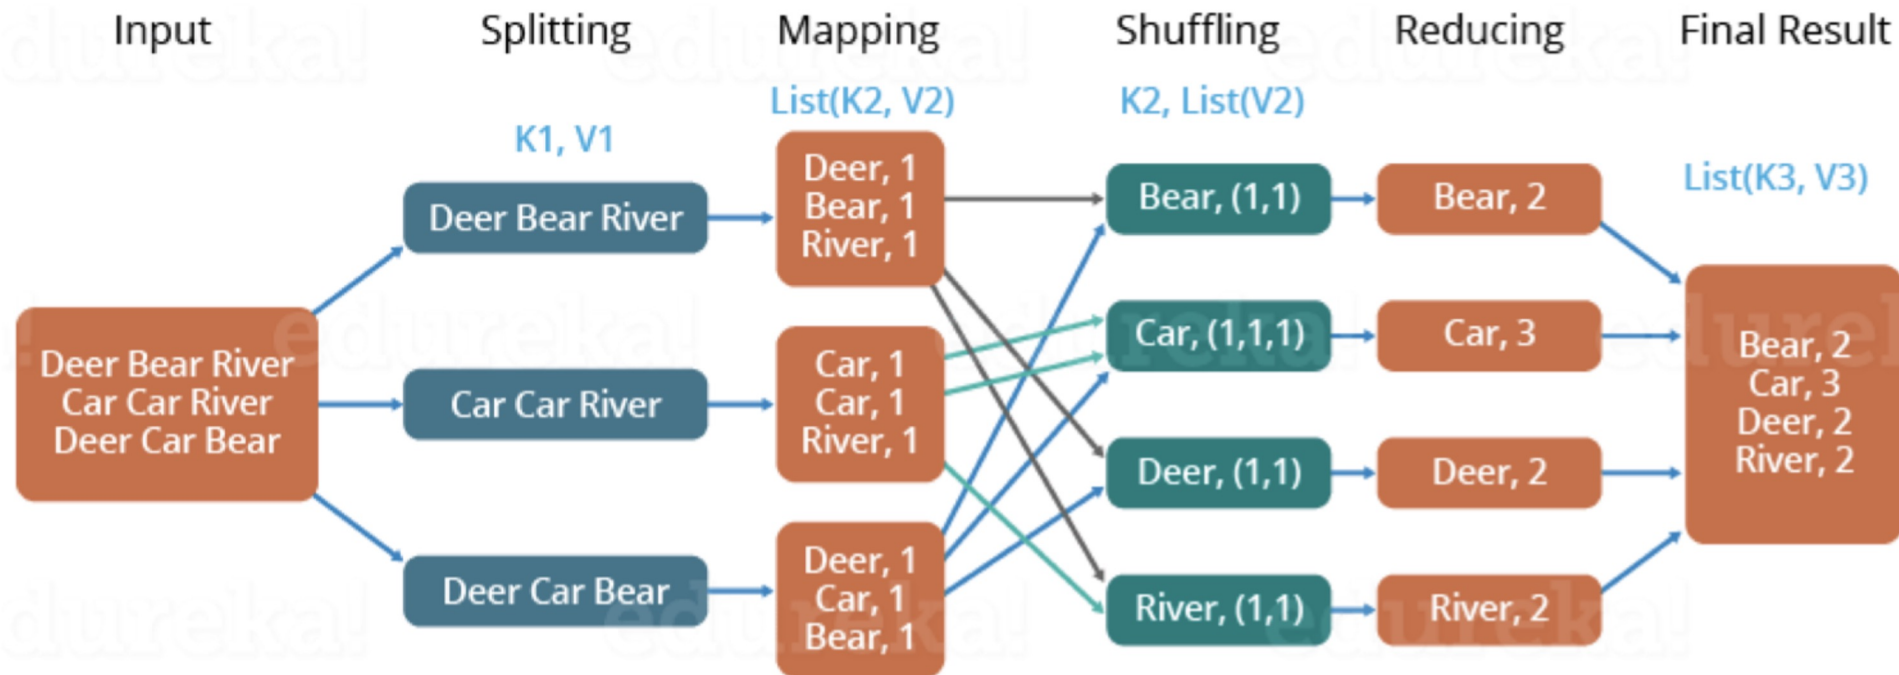 Input
Splitting
Mapping
Shuffling
Reducing
Final Result
K1, V1
List(K2, V2)
K2, List(V2)
List(K3, V3)
Deer Bear River
Car Car River
Deer Car Bear
Deer Bear River
Car Car River
Deer Car Bear
Deer, 1
Bear, 1
River, 1
Car, 1
Car, 1
River, 1
Deer, 1
Car, 1
Bear, 1
Bear, (1,1)
Car, (1,1,1)
Deer, (1,1)
River, (1,1)
Bear, 2
Car, 3
Deer, 2
River, 2
Bear, 2
Car, 3
Deer, 2
River, 2
edureka!